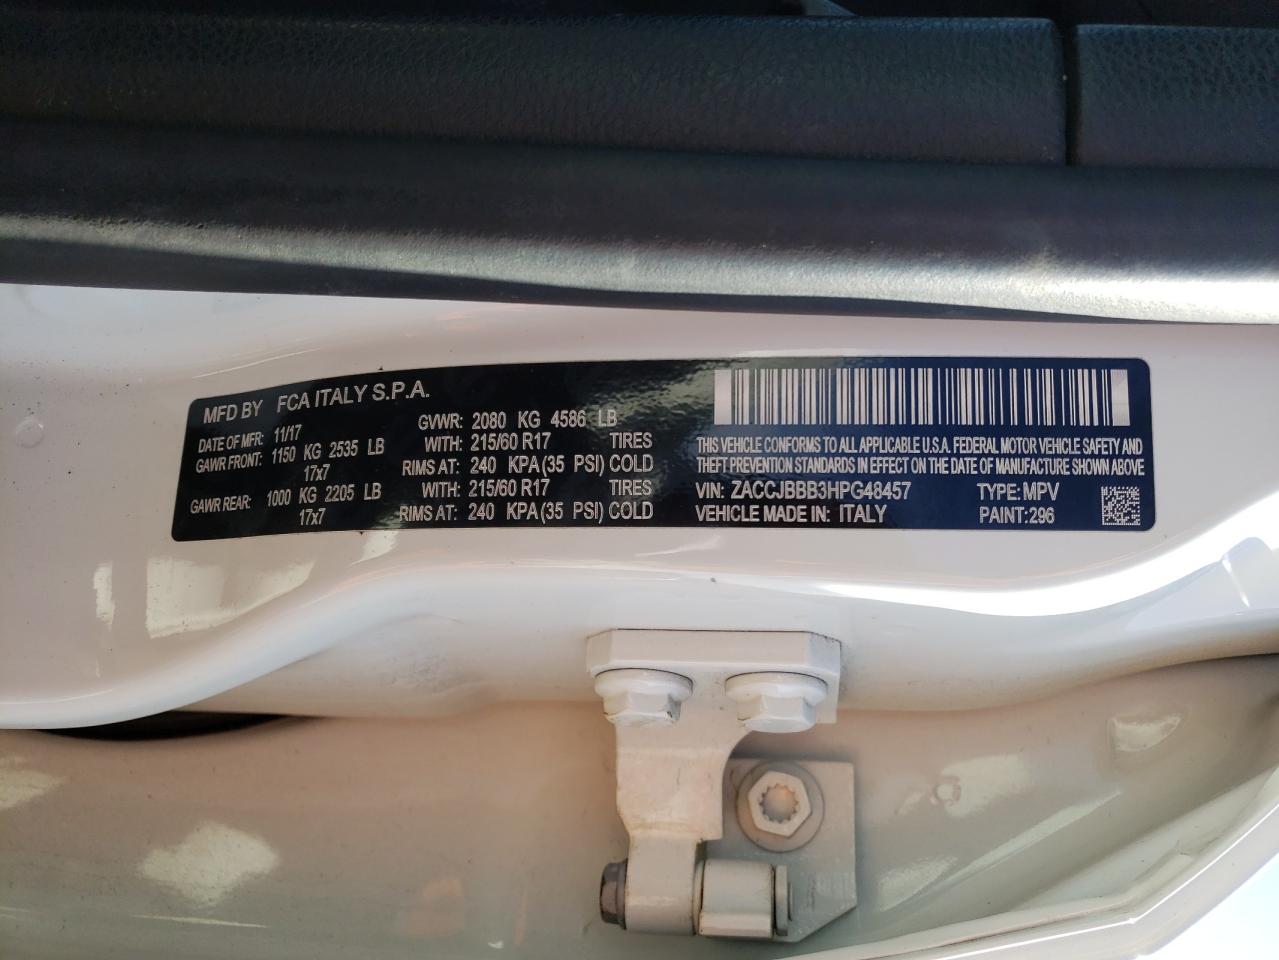 MFD BY FCA ITALY S.P.A.
DATE OF MFR: 11/17 GVWR: 2080 KG 4586 LB
GAWR FRONT: 1150 KG 2535 LB WITH: 215/60 R17 TIRES
17x7 RIMS AT: 240 KPA(35 PSI) COLD
GAWR REAR: 1000 KG 2205 LB WITH: 215/60 R17 TIRES
17x7 RIMS AT: 240 KPA(35 PSI) COLD
THIS VEHICLE CONFORMS TO ALL APPLICABLE U.S.A. FEDERAL MOTOR VEHICLE SAFETY AND
THEFT PREVENTION STANDARDS IN EFFECT ON THE DATE OF MANUFACTURE SHOWN ABOVE
VIN: ZACCJBBB3HPG48457 TYPE: MPV
VEHICLE MADE IN: ITALY PAINT:296